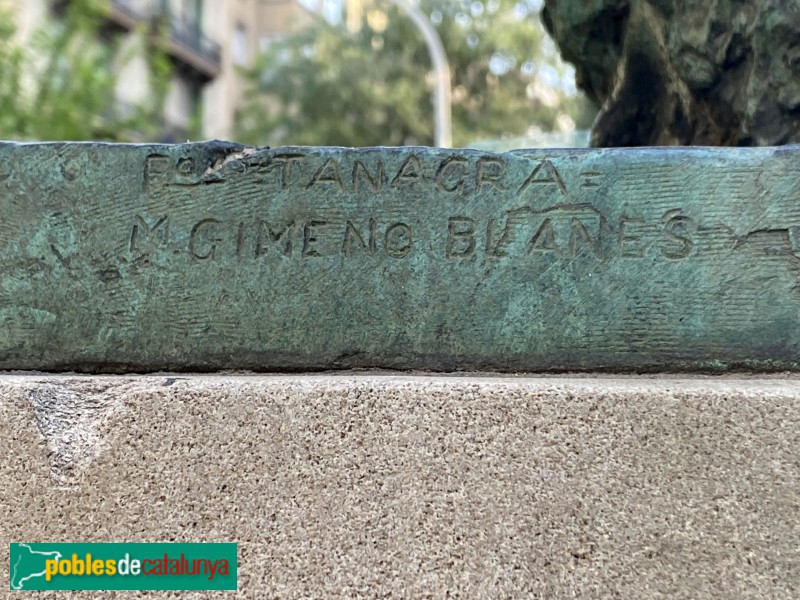 Fº =TANAGRA=
M.GIMENO BLANES
poblesdecatalunya